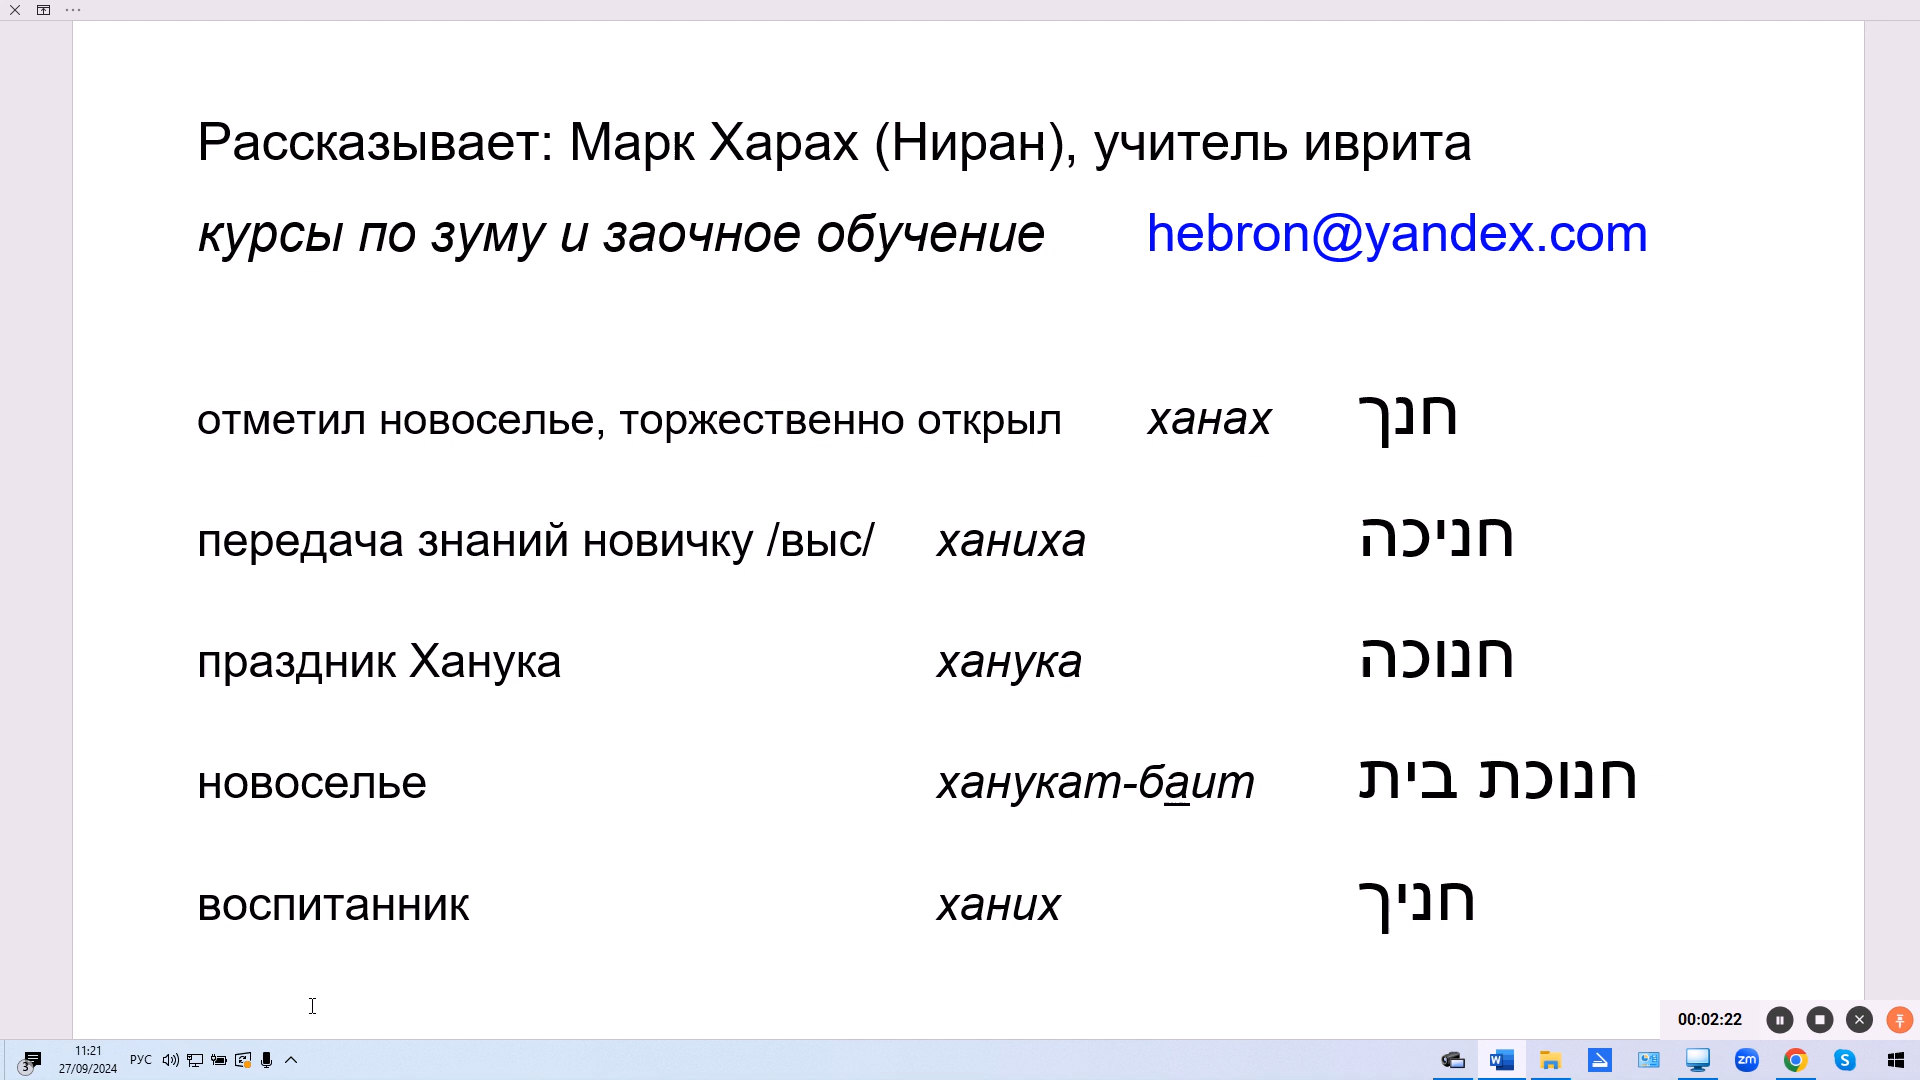 Рассказывает: Марк Харах (Ниран), учитель иврита
курсы по зуму и заочное обучение hebron@yandex.com
отметил новоселье, торжественно открыл ханах חנך
передача знаний новичку /выс/ ханиха חניכה
праздник Ханука ханука חנוכה
новоселье ханукат-баит חנוכת בית
воспитанник ханих חניך
00:02:22
11:21
3 27/09/2024 РУС zm S